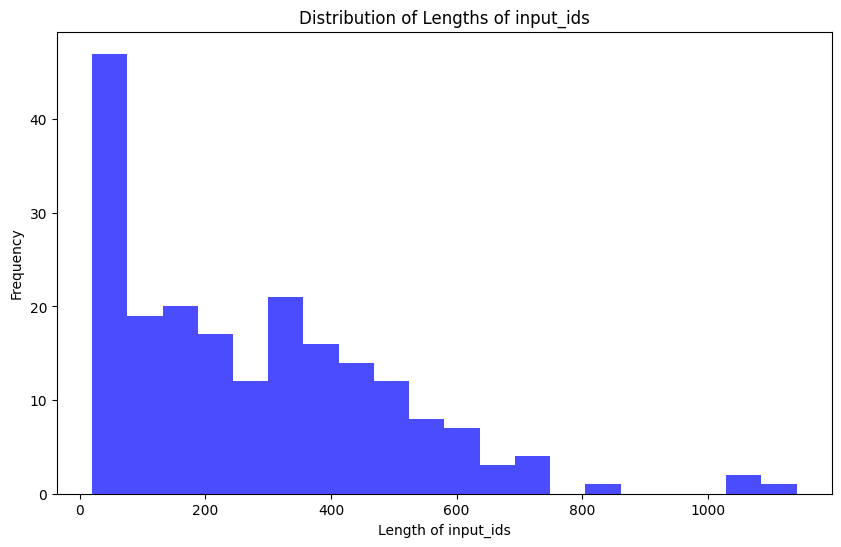 Distribution of Lengths of input_ids
Frequency
40
30
20
10
0
0 200 400 600 800 1000
Length of input_ids